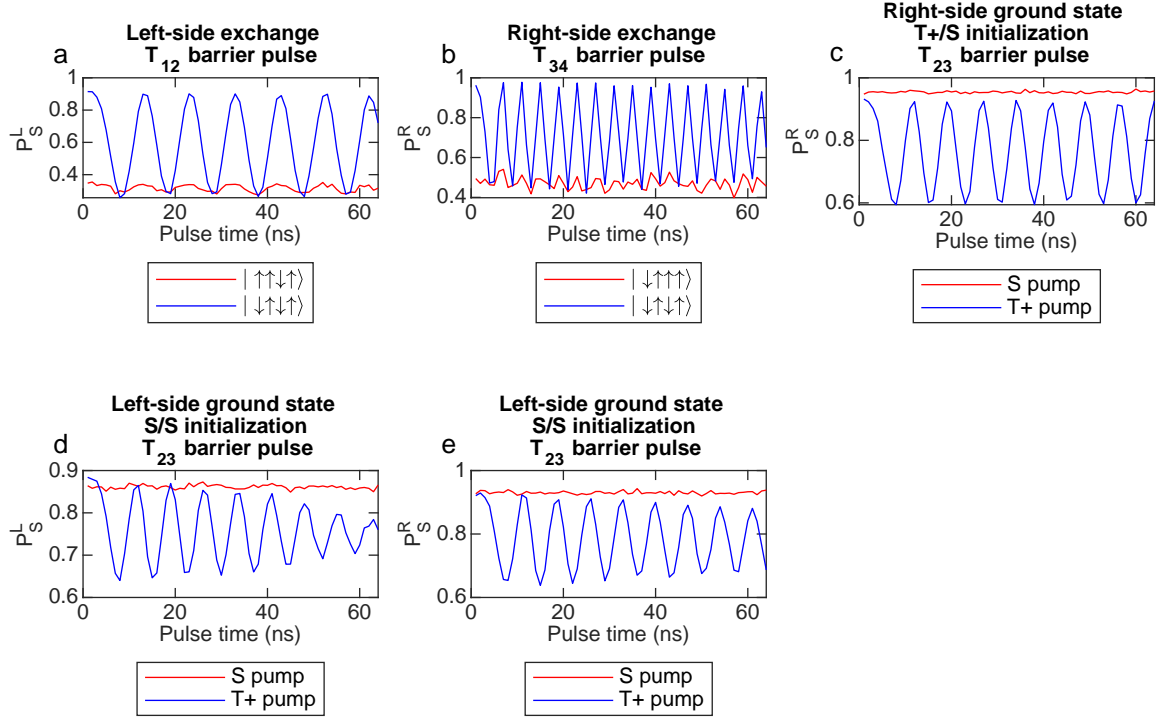 a
Left-side exchange
T12 barrier pulse
1
0.8
0.6
0.4
P_S^L
0
20
40
60
Pulse time (ns)
| ↑↑↓↑⟩
| ↓↑↓↑⟩
b
Right-side exchange
T34 barrier pulse
1
0.8
0.6
0.4
P_S^R
0
20
40
60
Pulse time (ns)
| ↓↑↑↑⟩
| ↓↑↓↑⟩
c
Right-side ground state
T+/S initialization
T23 barrier pulse
1
0.8
0.6
P_S^R
0
20
40
60
Pulse time (ns)
S pump
T+ pump
d
Left-side ground state
S/S initialization
T23 barrier pulse
0.9
0.8
0.7
0.6
P_S^L
0
20
40
60
Pulse time (ns)
S pump
T+ pump
e
Left-side ground state
S/S initialization
T23 barrier pulse
1
0.8
0.6
P_S^R
0
20
40
60
Pulse time (ns)
S pump
T+ pump